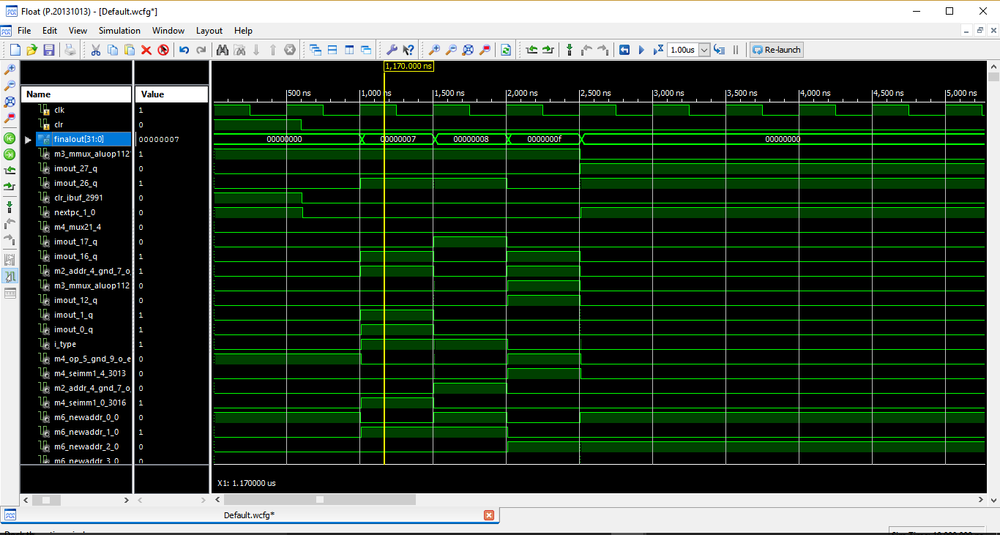 Float (P.20131013) - [Default.wcfg*]
File Edit View Simulation Window Layout Help
1.00us Re-launch
1,170.000 ns
Name Value
500 ns 1,000 ns 1,500 ns 2,000 ns 2,500 ns 3,000 ns 3,500 ns 4,000 ns 4,500 ns 5,000 ns
clk 1
clr 0
finalout[31:0] 00000007 00000000 00000007 00000008 0000000f 00000000
m3_mmux_aluop112 1
imout_27_q 0
imout_26_q 1
clr_ibuf_2991 0
nextpc_1_0 0
m4_mux21_4 0
imout_17_q 0
imout_16_q 1
m2_addr_4_gnd_7_o_ 1
m3_mmux_aluop112 0
imout_12_q 0
imout_1_q 1
imout_0_q 1
i_type 1
m4_op_5_gnd_9_o_e 0
m4_seimm1_4_3013 0
m2_addr_4_gnd_7_o_ 0
m4_seimm1_0_3016 1
m6_newaddr_0_0 0
m6_newaddr_1_0 1
m6_newaddr_2_0 0
m6_newaddr_3_0 0
X1: 1.170000 us
Default.wcfg*